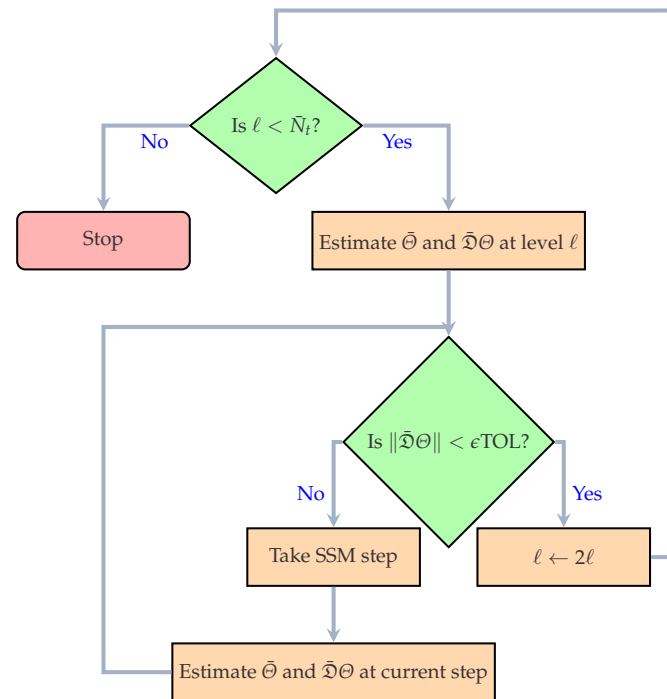 Is ℓ < N̄ₜ?
No
Yes
Stop
Estimate Θ̄ and 𝔇̄Θ at level ℓ
Is ‖𝔇̄Θ‖ < ϵTOL?
No
Yes
Take SSM step
ℓ ← 2ℓ
Estimate Θ̄ and 𝔇̄Θ at current step